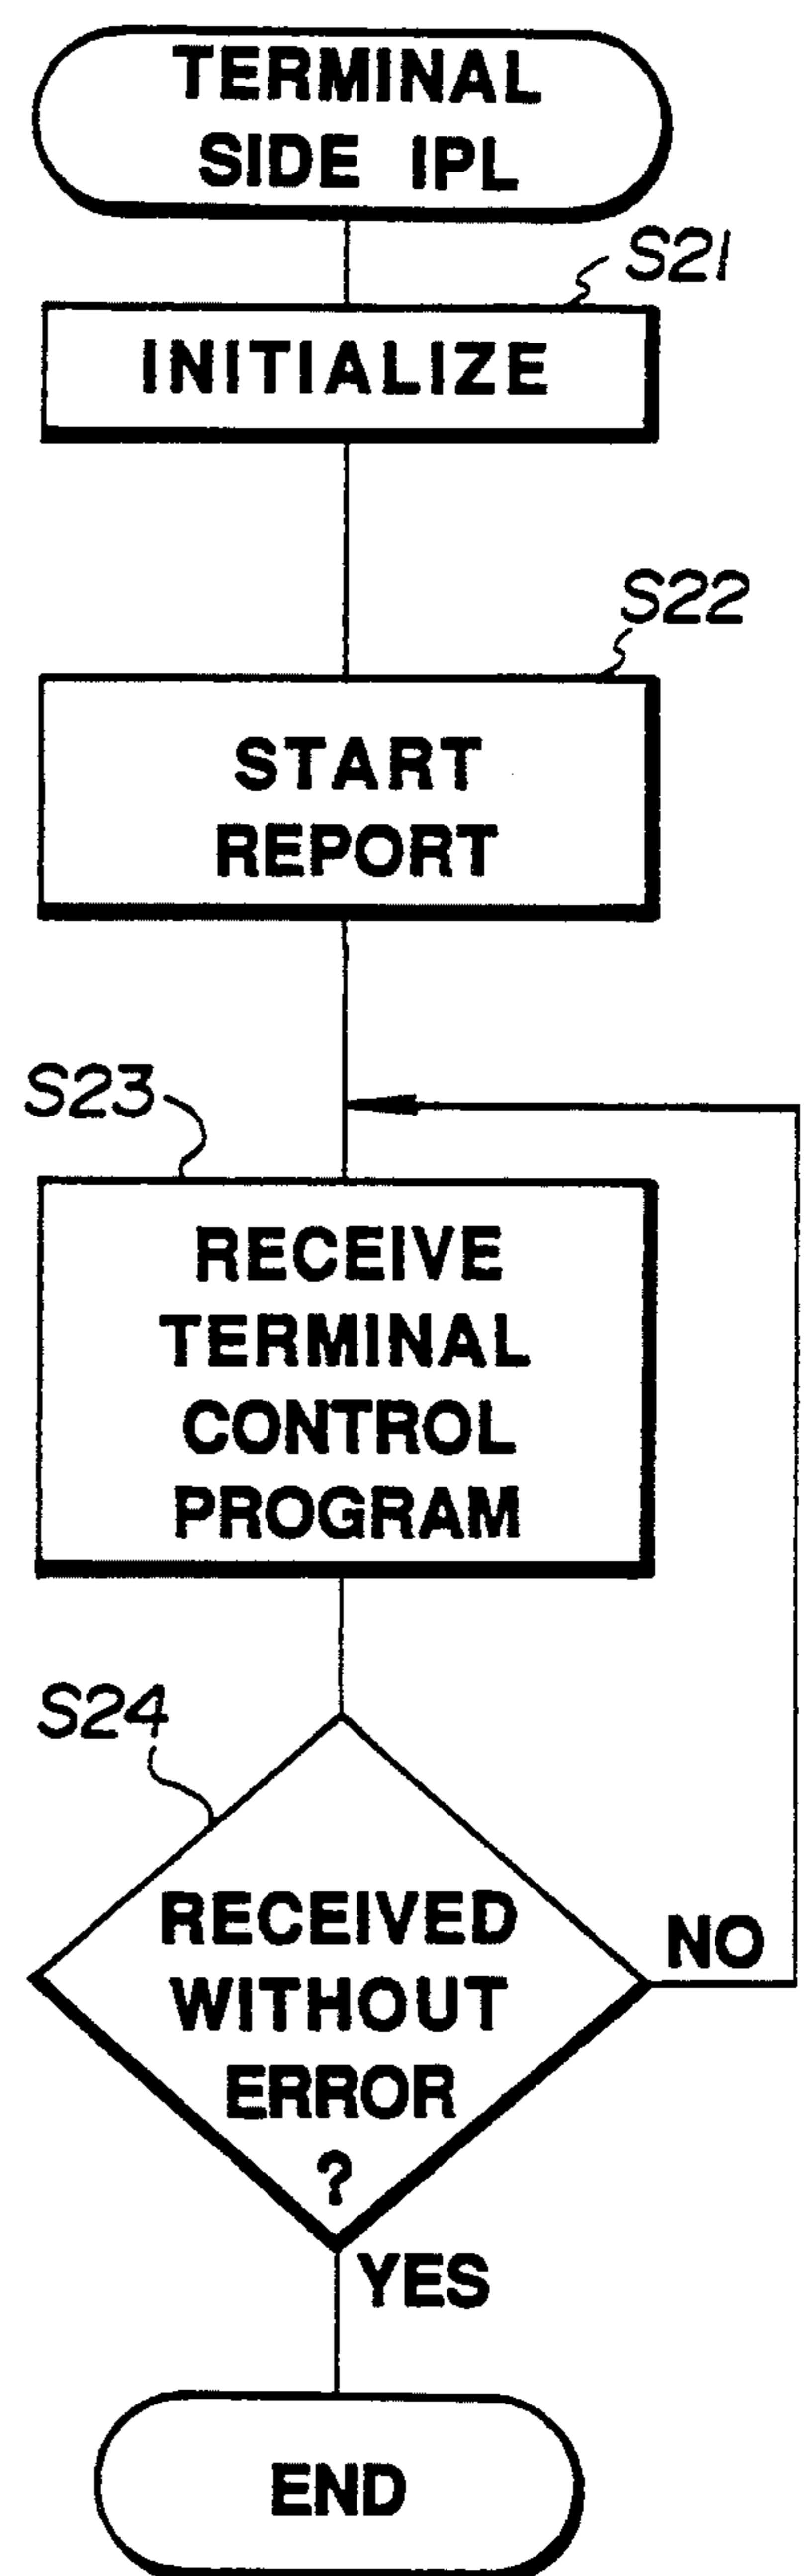 TERMINAL
SIDE IPL
S21
INITIALIZE
S22
START
REPORT
S23
RECEIVE
TERMINAL
CONTROL
PROGRAM
S24
RECEIVED
WITHOUT
ERROR
?
NO
YES
END